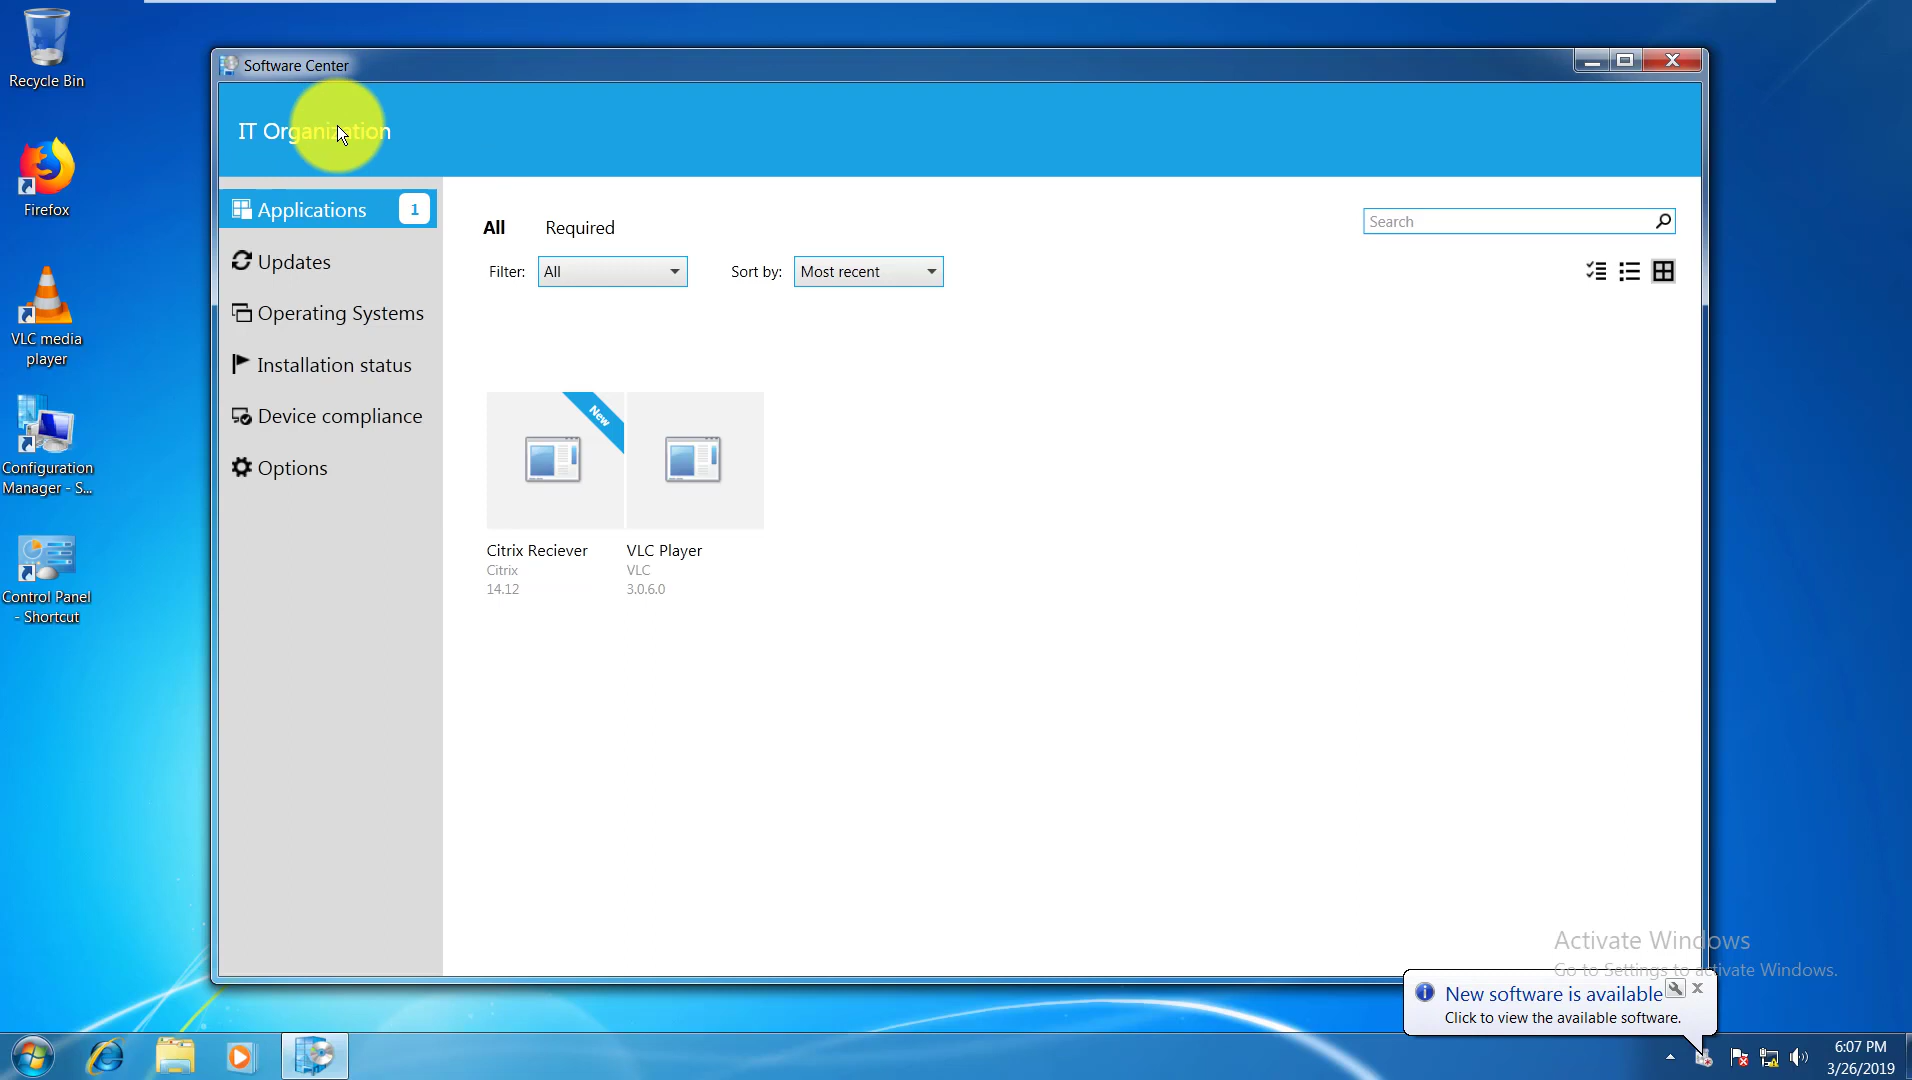 Recycle Bin
Firefox
VLC media
player
Configuration
Manager - S...
Control Panel
- Shortcut
Software Center
IT Organization
Applications 1
Updates
Operating Systems
Installation status
Device compliance
Options
All Required
Search
Filter: All Sort by: Most recent
New
Citrix Reciever
Citrix
14.12
VLC Player
VLC
3.0.6.0
Activate Windows
Go to Settings to activate Windows.
New software is available
Click to view the available software.
6:07 PM
3/26/2019